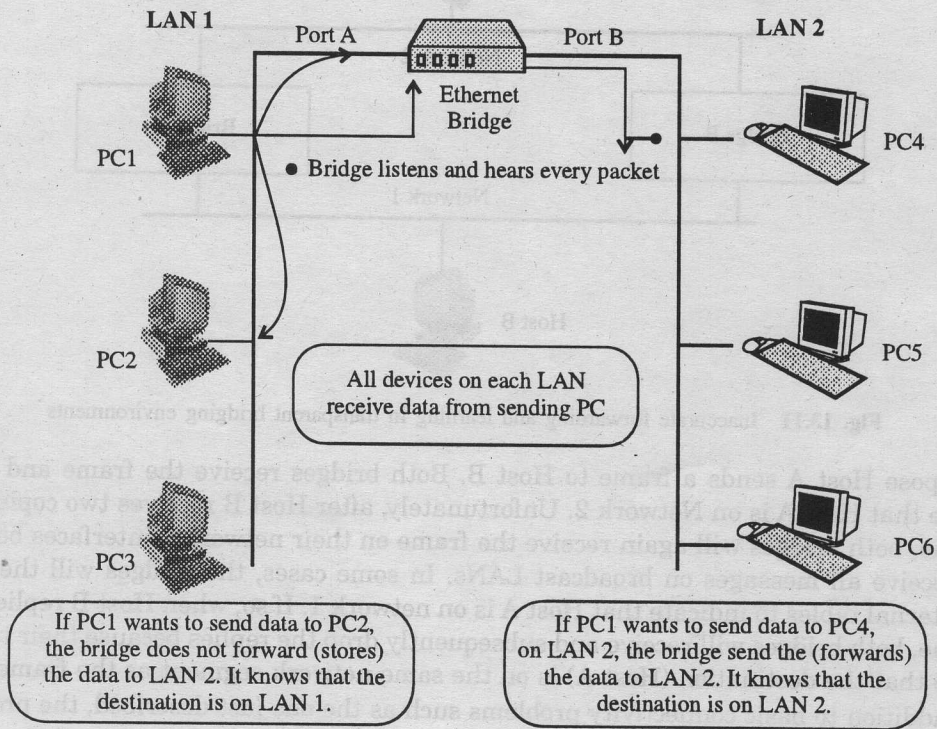 LAN 1
Port A
Port B
LAN 2
Ethernet
Bridge
PC1
PC4
● Bridge listens and hears every packet
PC2
PC5
All devices on each LAN
receive data from sending PC
PC3
PC6
If PC1 wants to send data to PC2,
the bridge does not forward (stores)
the data to LAN 2. It knows that the
destination is on LAN 1.
If PC1 wants to send data to PC4,
on LAN 2, the bridge send the (forwards)
the data to LAN 2. It knows that the
destination is on LAN 2.